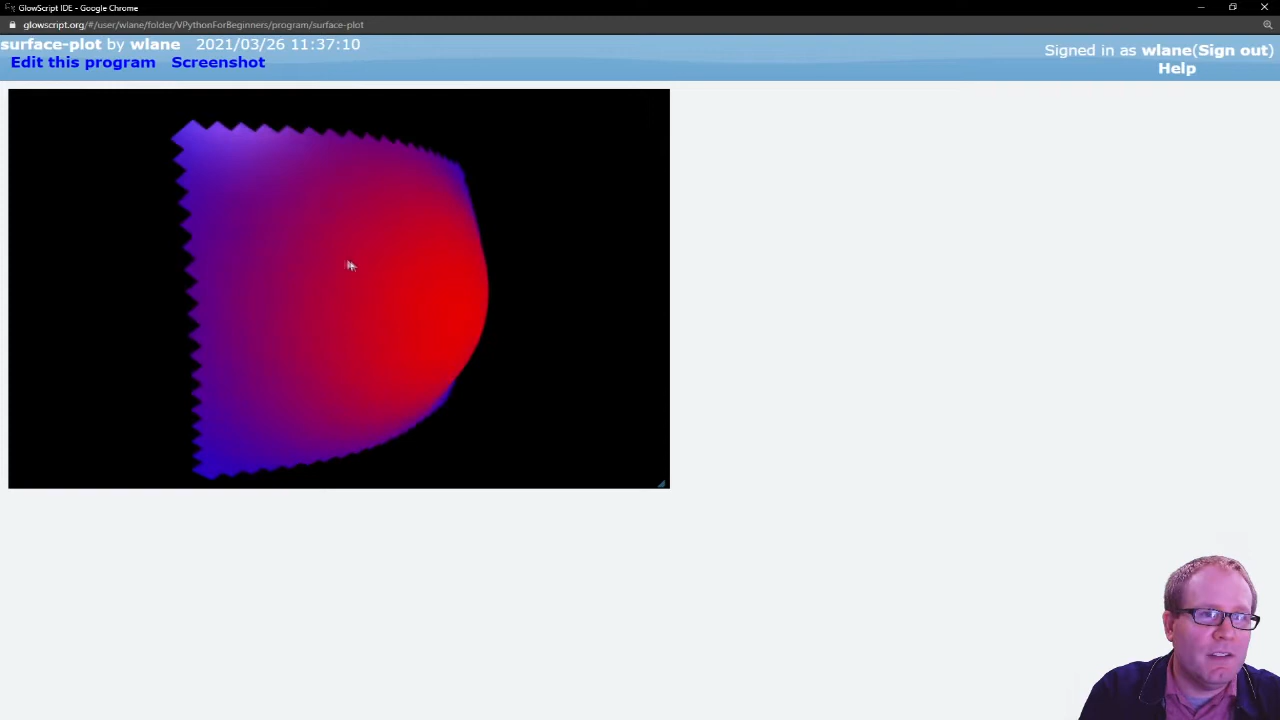 GlowScript IDE - Google Chrome
glowscript.org/#/user/wlane/folder/VPythonForBeginners/program/surface-plot
surface-plot by wlane 2021/03/26 11:37:10
Signed in as wlane(Sign out)
Edit this program Screenshot
Help